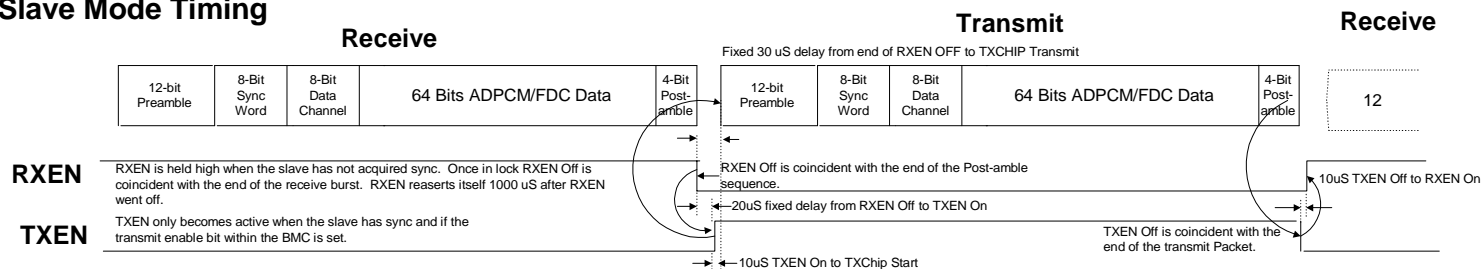 Slave Mode Timing
Receive
Transmit
Receive
Fixed 30 uS delay from end of RXEN OFF to TXCHIP Transmit
12-bit
Preamble
8-Bit
Sync
Word
8-Bit
Data
Channel
64 Bits ADPCM/FDC Data
4-Bit
Post-
amble
12-bit
Preamble
8-Bit
Sync
Word
8-Bit
Data
Channel
64 Bits ADPCM/FDC Data
4-Bit
Post-
amble
12
RXEN
RXEN is held high when the slave has not acquired sync. Once in lock RXEN Off is
coincident with the end of the receive burst. RXEN reaserts itself 1000 uS after RXEN
went off.
RXEN Off is coincident with the end of the Post-amble
sequence.
10uS TXEN Off to RXEN On
20uS fixed delay from RXEN Off to TXEN On
TXEN
TXEN only becomes active when the slave has sync and if the
transmit enable bit within the BMC is set.
TXEN Off is coincident with the
end of the transmit Packet.
10uS TXEN On to TXChip Start